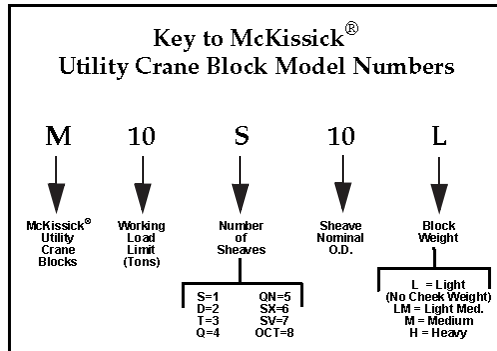 Key to McKissick®
Utility Crane Block Model Numbers
M 10 S 10 L
McKissick®
Utility
Crane
Blocks
Working
Load
Limit
(Tons)
Number
of
Sheaves
Sheave
Nominal
O.D.
Block
Weight
S=1 QN=5
D=2 SX=6
T=3 SV=7
Q=4 OCT=8
L = Light
(No Cheek Weight)
LM = Light Med.
M = Medium
H = Heavy